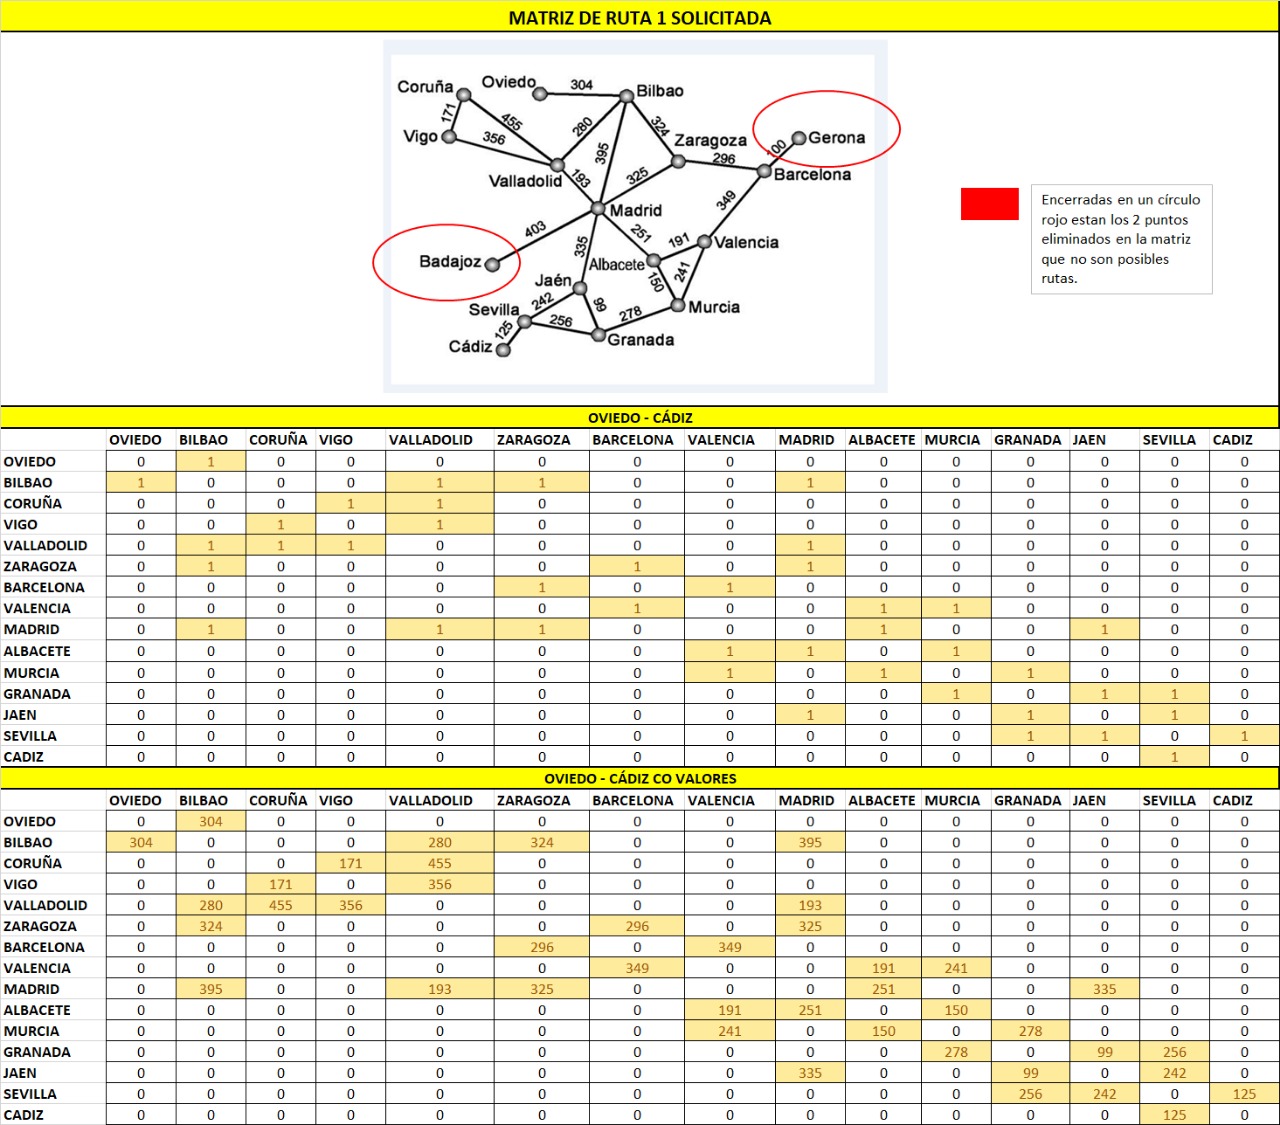 MATRIZ DE RUTA 1 SOLICITADA
Coruña
Oviedo
304
Bilbao
171
455
280
324
Vigo
356
395
Zaragoza
Gerona
100
296
Barcelona
Valladolid
193
325
349
Madrid
403
335
251
191
Valencia
Badajoz
Albacete
150
241
Jaén
242
99
Sevilla
256
278
Murcia
125
Cádiz
Granada
Encerradas en un círculo
rojo estan los 2 puntos
eliminados en la matriz
que no son posibles
rutas.
OVIEDO - CÁDIZ
OVIEDO BILBAO CORUÑA VIGO VALLADOLID ZARAGOZA BARCELONA VALENCIA MADRID ALBACETE MURCIA GRANADA JAEN SEVILLA CADIZ
OVIEDO 0 1 0 0 0 0 0 0 0 0 0 0 0 0 0
BILBAO 1 0 0 0 1 1 0 0 1 0 0 0 0 0 0
CORUÑA 0 0 0 1 1 0 0 0 0 0 0 0 0 0 0
VIGO 0 0 1 0 1 0 0 0 0 0 0 0 0 0 0
VALLADOLID 0 1 1 1 0 0 0 0 1 0 0 0 0 0 0
ZARAGOZA 0 1 0 0 0 0 1 0 1 0 0 0 0 0 0
BARCELONA 0 0 0 0 0 1 0 1 0 0 0 0 0 0 0
VALENCIA 0 0 0 0 0 0 1 0 0 1 1 0 0 0 0
MADRID 0 1 0 0 1 1 0 0 0 1 0 0 1 0 0
ALBACETE 0 0 0 0 0 0 0 1 1 0 1 0 0 0 0
MURCIA 0 0 0 0 0 0 0 1 0 1 0 1 0 0 0
GRANADA 0 0 0 0 0 0 0 0 0 0 1 0 1 1 0
JAEN 0 0 0 0 0 0 0 0 1 0 0 1 0 1 0
SEVILLA 0 0 0 0 0 0 0 0 0 0 0 1 1 0 1
CADIZ 0 0 0 0 0 0 0 0 0 0 0 0 0 1 0
OVIEDO - CÁDIZ CO VALORES
OVIEDO BILBAO CORUÑA VIGO VALLADOLID ZARAGOZA BARCELONA VALENCIA MADRID ALBACETE MURCIA GRANADA JAEN SEVILLA CADIZ
OVIEDO 0 304 0 0 0 0 0 0 0 0 0 0 0 0 0
BILBAO 304 0 0 0 280 324 0 0 395 0 0 0 0 0 0
CORUÑA 0 0 0 171 455 0 0 0 0 0 0 0 0 0 0
VIGO 0 0 171 0 356 0 0 0 0 0 0 0 0 0 0
VALLADOLID 0 280 455 356 0 0 0 0 193 0 0 0 0 0 0
ZARAGOZA 0 324 0 0 0 0 296 0 325 0 0 0 0 0 0
BARCELONA 0 0 0 0 0 296 0 349 0 0 0 0 0 0 0
VALENCIA 0 0 0 0 0 0 349 0 0 191 241 0 0 0 0
MADRID 0 395 0 0 193 325 0 0 0 251 0 0 335 0 0
ALBACETE 0 0 0 0 0 0 0 191 251 0 150 0 0 0 0
MURCIA 0 0 0 0 0 0 0 241 0 150 0 278 0 0 0
GRANADA 0 0 0 0 0 0 0 0 0 0 278 0 99 256 0
JAEN 0 0 0 0 0 0 0 0 335 0 0 99 0 242 0
SEVILLA 0 0 0 0 0 0 0 0 0 0 0 256 242 0 125
CADIZ 0 0 0 0 0 0 0 0 0 0 0 0 0 125 0